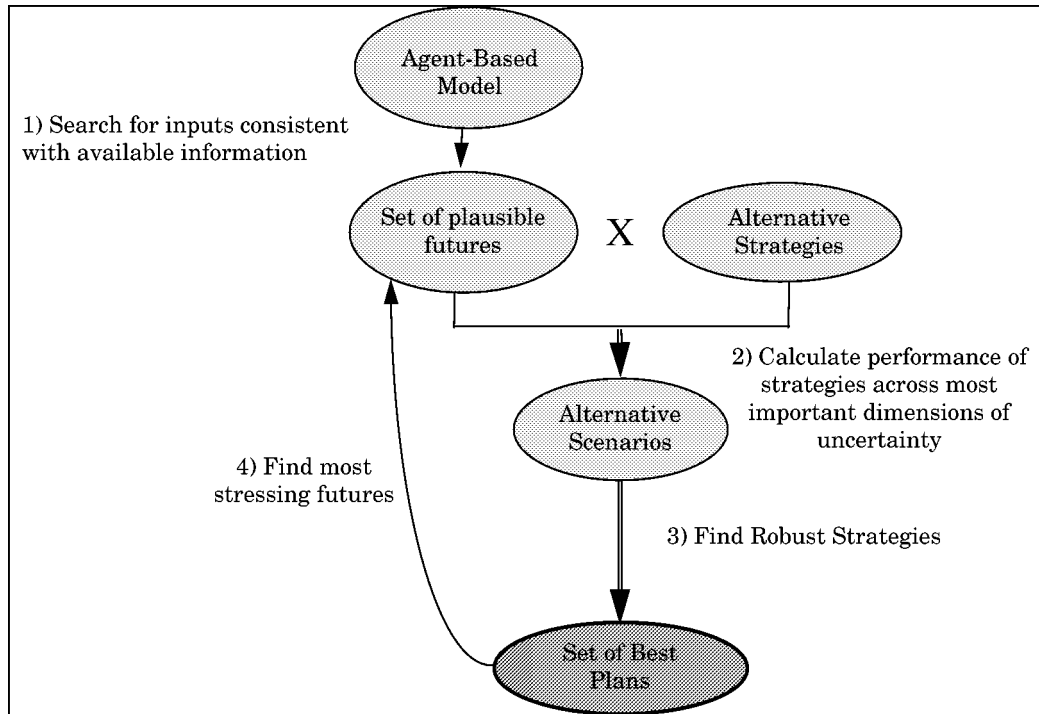 Agent-Based
Model
1) Search for inputs consistent
with available information
Set of plausible
futures
X
Alternative
Strategies
2) Calculate performance of
strategies across most
important dimensions of
uncertainty
Alternative
Scenarios
4) Find most
stressing futures
3) Find Robust Strategies
Set of Best
Plans